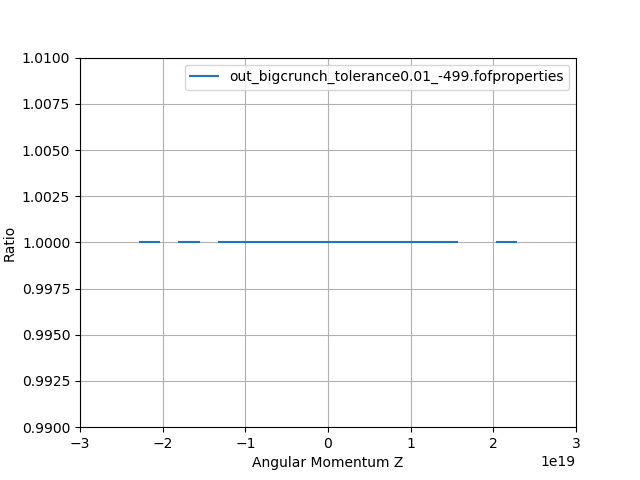 1.0100
out_bigcrunch_tolerance0.01_-499.fofproperties
1.0075
1.0050
1.0025
1.0000
0.9975
0.9950
0.9925
0.9900
Ratio
−3 −2 −1 0 1 2 3
Angular Momentum Z
1e19